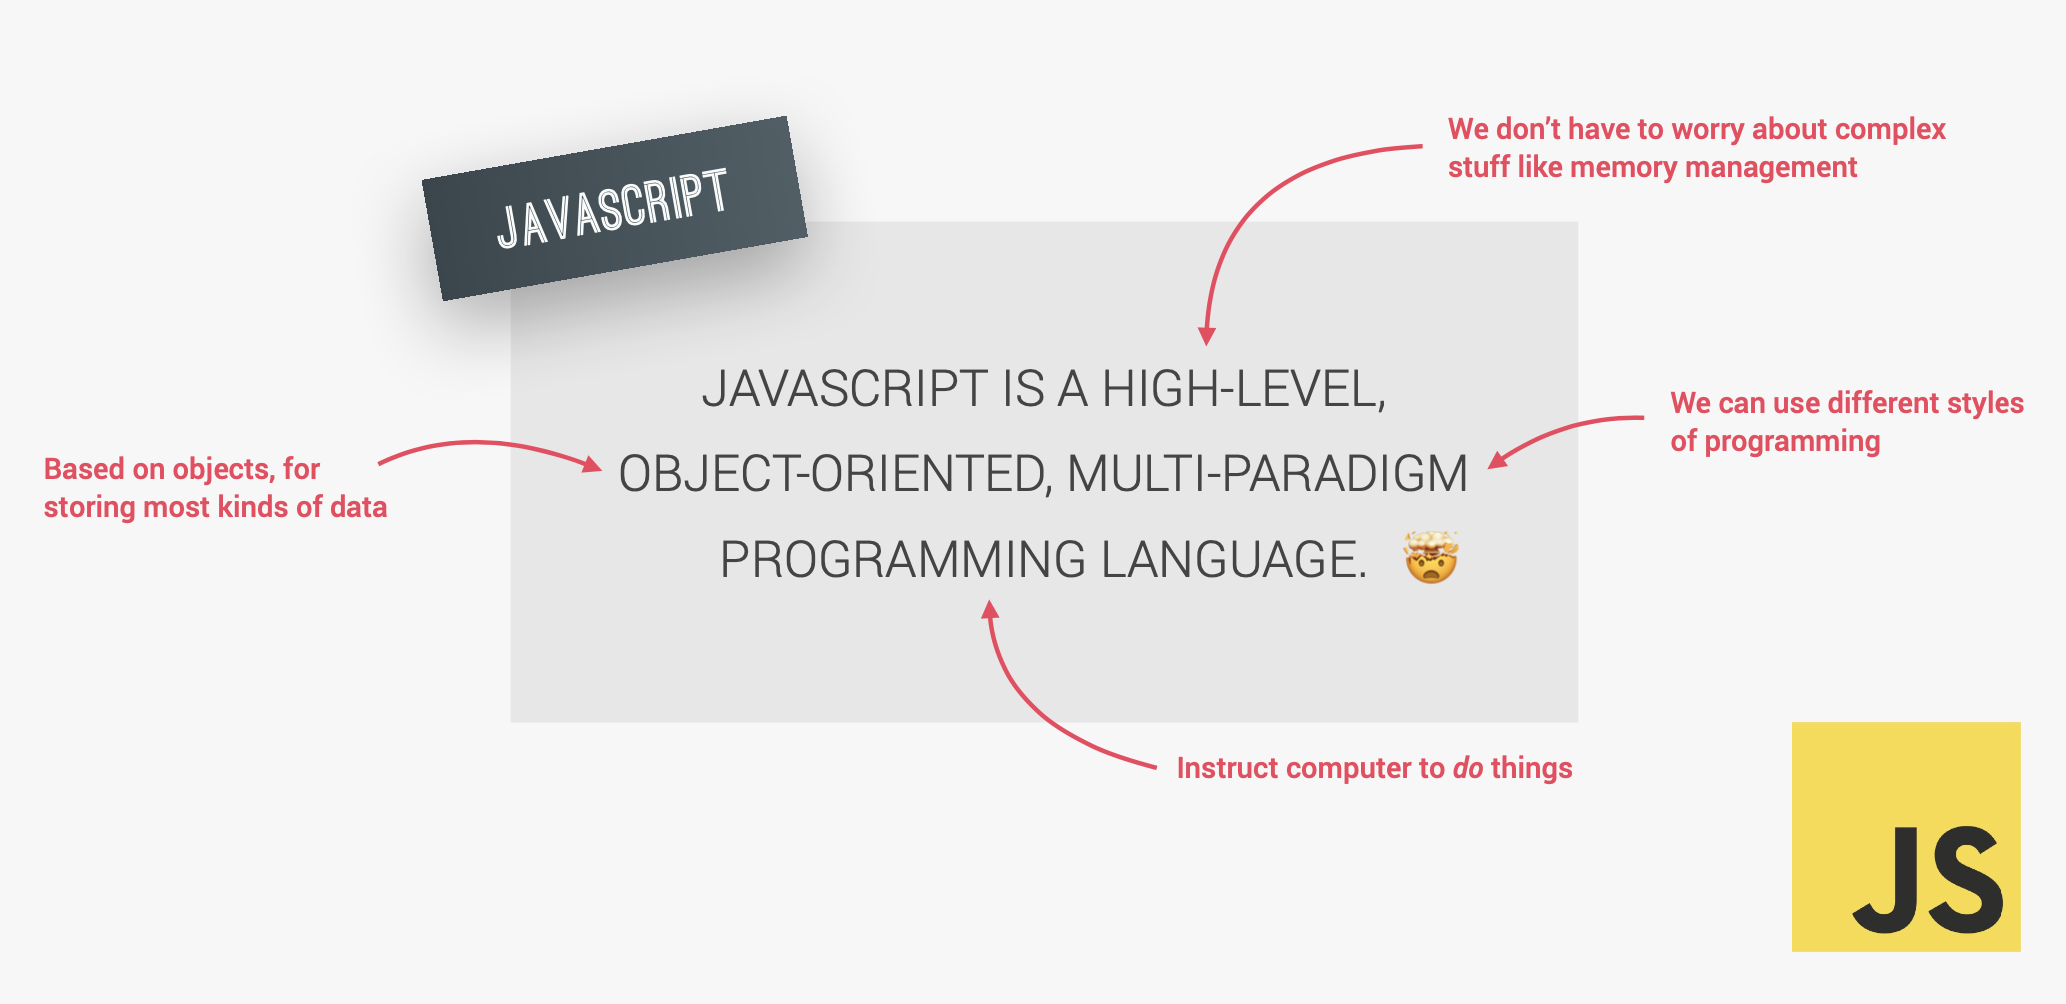 JAVASCRIPT
We don’t have to worry about complex
stuff like memory management
JAVASCRIPT IS A HIGH-LEVEL,
OBJECT-ORIENTED, MULTI-PARADIGM
PROGRAMMING LANGUAGE. 🤯
We can use different styles
of programming
Based on objects, for
storing most kinds of data
Instruct computer to do things
JS